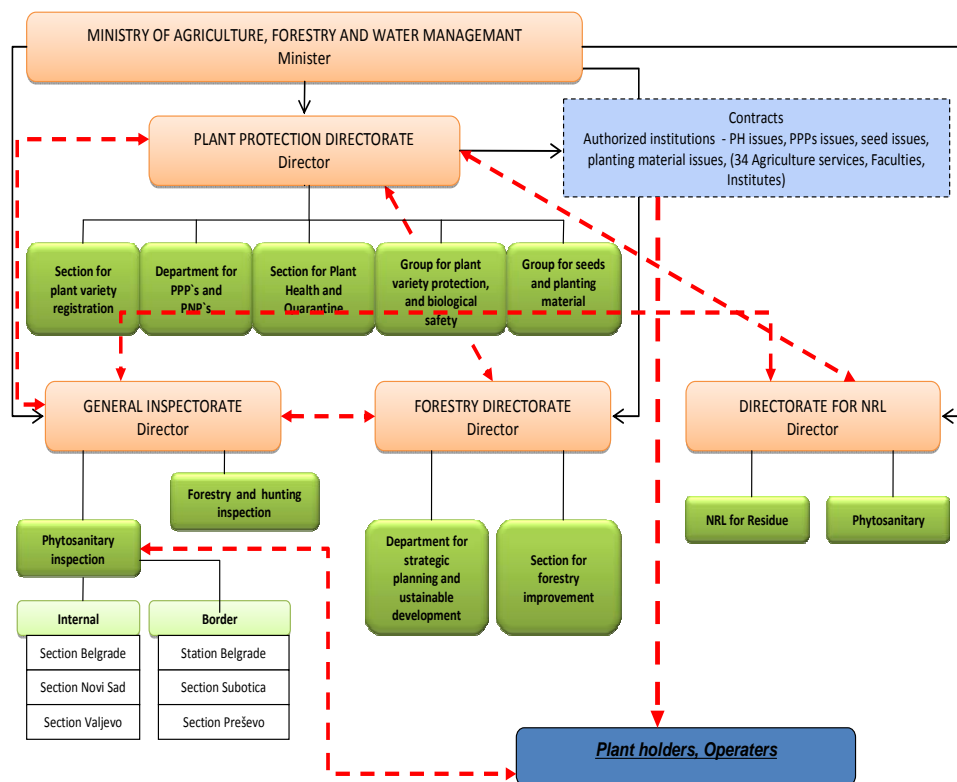 MINISTRY OF AGRICULTURE, FORESTRY AND WATER MANAGEMANT
Minister
PLANT PROTECTION DIRECTORATE
Director
Contracts
Authorized institutions - PH issues, PPPs issues, seed issues,
planting material issues, (34 Agriculture services, Faculties,
Institutes)
Section for
plant variety
registration
Department for
PPP`s and
PNP`s
Section for Plant
Health and
Quarantine
Group for plant
variety protection,
and biological
safety
Group for seeds
and planting
material
GENERAL INSPECTORATE
Director
FORESTRY DIRECTORATE
Director
DIRECTORATE FOR NRL
Director
Forestry and hunting
inspection
Phytosanitary
inspection
Department for
strategic
planning and
ustainable
development
Section for
forestry
improvement
NRL for Residue
Phytosanitary
Internal
Section Belgrade
Section Novi Sad
Section Valjevo
Border
Station Belgrade
Section Subotica
Section Preševo
Plant holders, Operaters